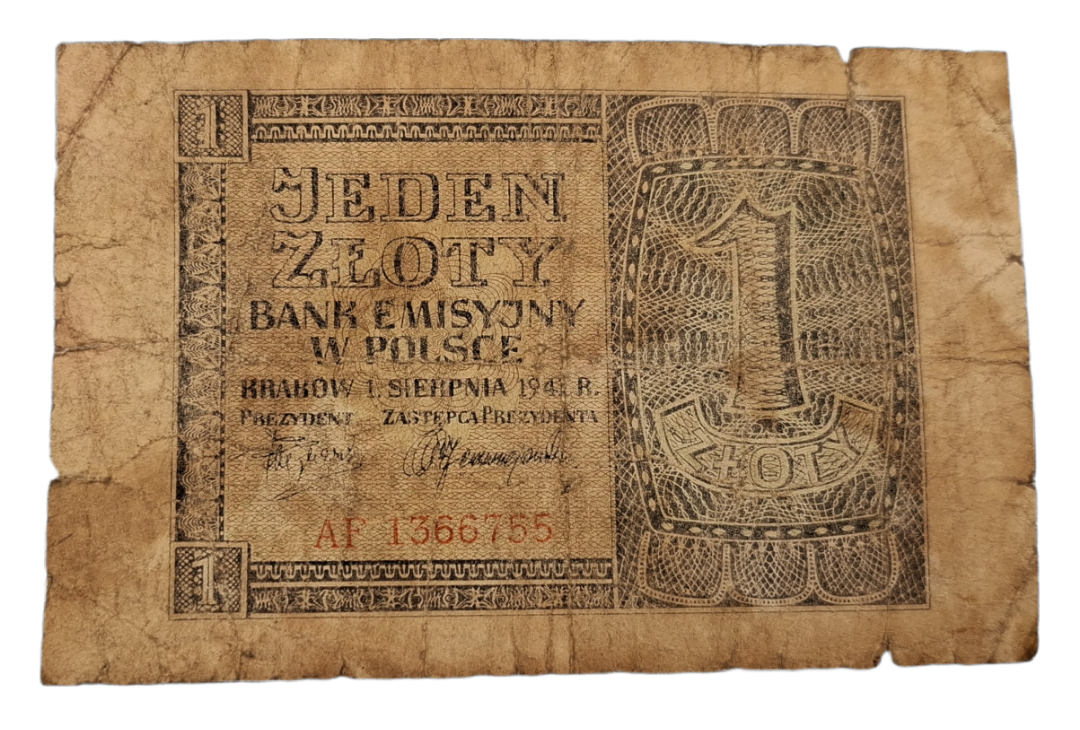 1
JEDEN
ZŁOTY
BANK EMISYJNY
W POLSCE
KRAKÓW 1. SIERPNIA 1941 R.
PREZYDENT ZASTĘPCA PREZYDENTA
AF 1366755
1
1
ZŁOTY